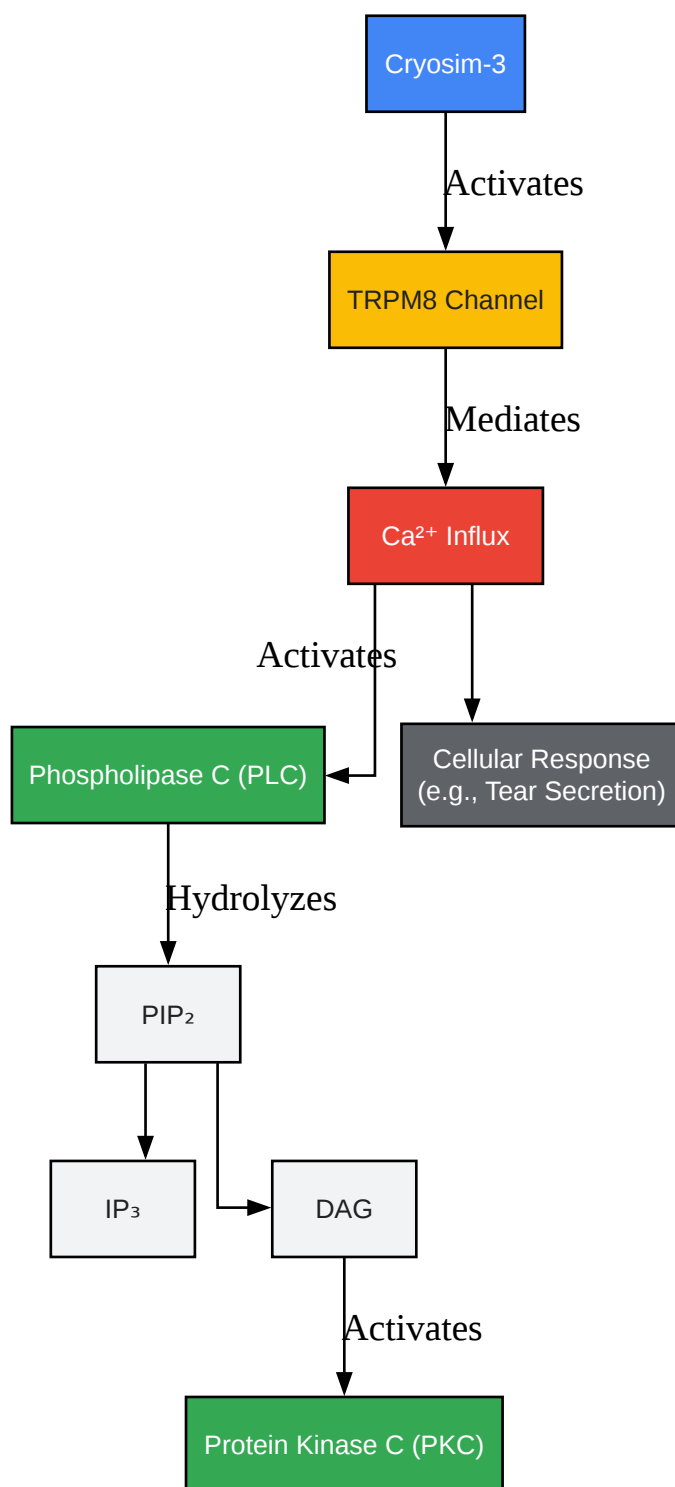 Cryosim-3
Activates
TRPM8 Channel
Mediates
Ca²⁺ Influx
Activates
Phospholipase C (PLC)
Cellular Response
(e.g., Tear Secretion)
Hydrolyzes
PIP₂
IP₃
DAG
Activates
Protein Kinase C (PKC)